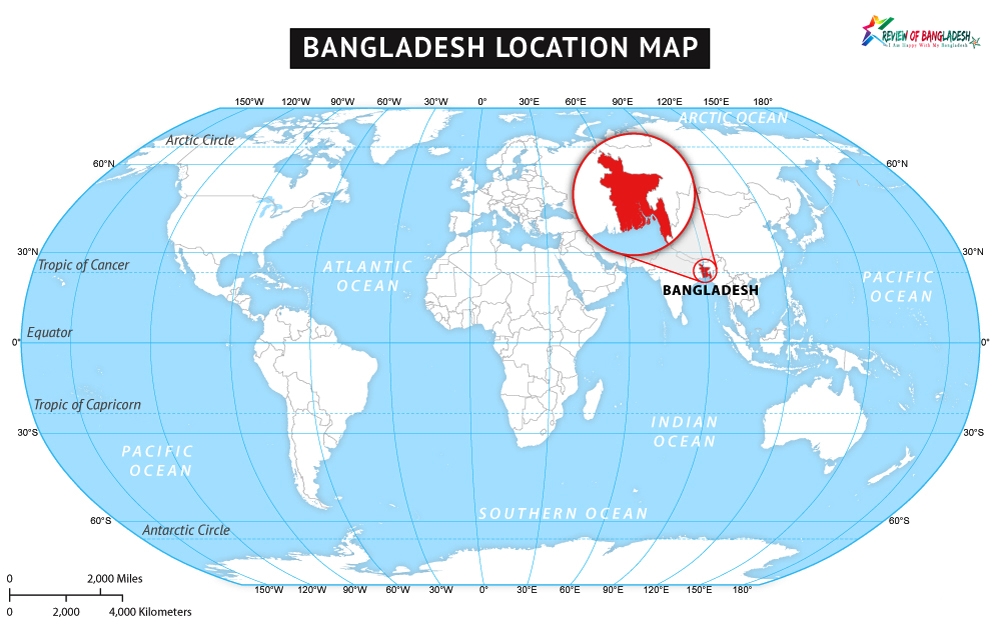 BANGLADESH LOCATION MAP
REVIEW OF BANGLADESH
I Am Happy With My Bangladesh
150°W 120°W 90°W 60°W 30°W 0° 30°E 60°E 90°E 120°E 150°E 180°
ARCTIC OCEAN
Arctic Circle
60°N 60°N
30°N 30°N
Tropic of Cancer
ATLANTIC
OCEAN
PACIFIC
OCEAN
BANGLADESH
Equator
0° 0°
Tropic of Capricorn
INDIAN
OCEAN
30°S 30°S
PACIFIC
OCEAN
SOUTHERN OCEAN
60°S 60°S
Antarctic Circle
150°W 120°W 90°W 60°W 30°W 0° 30°E 60°E 90°E 120°E 150°E 180°
0 2,000 Miles
0 2,000 4,000 Kilometers